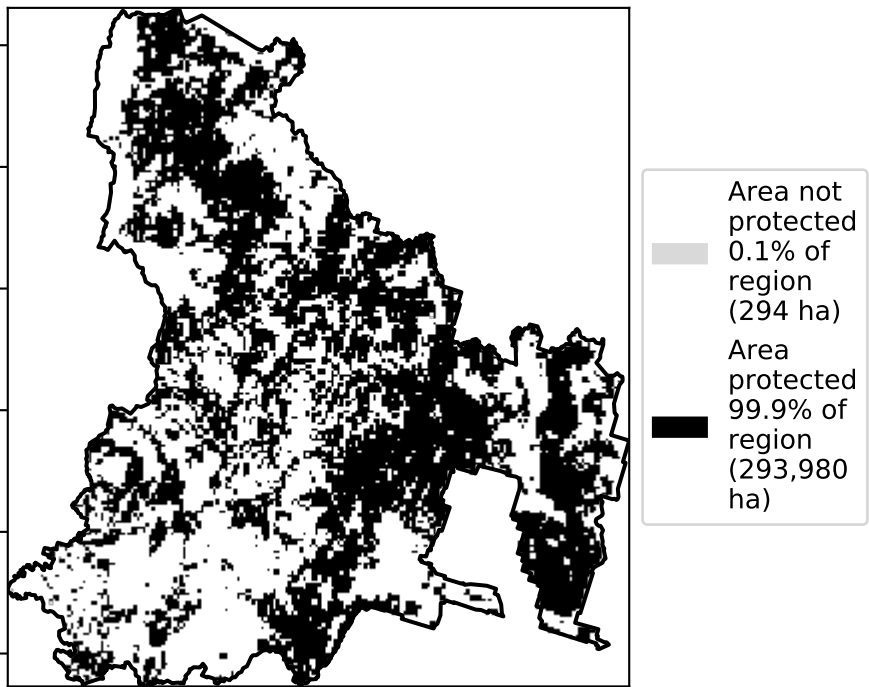 Area not
protected
0.1% of
region
(294 ha)
Area
protected
99.9% of
region
(293,980
ha)